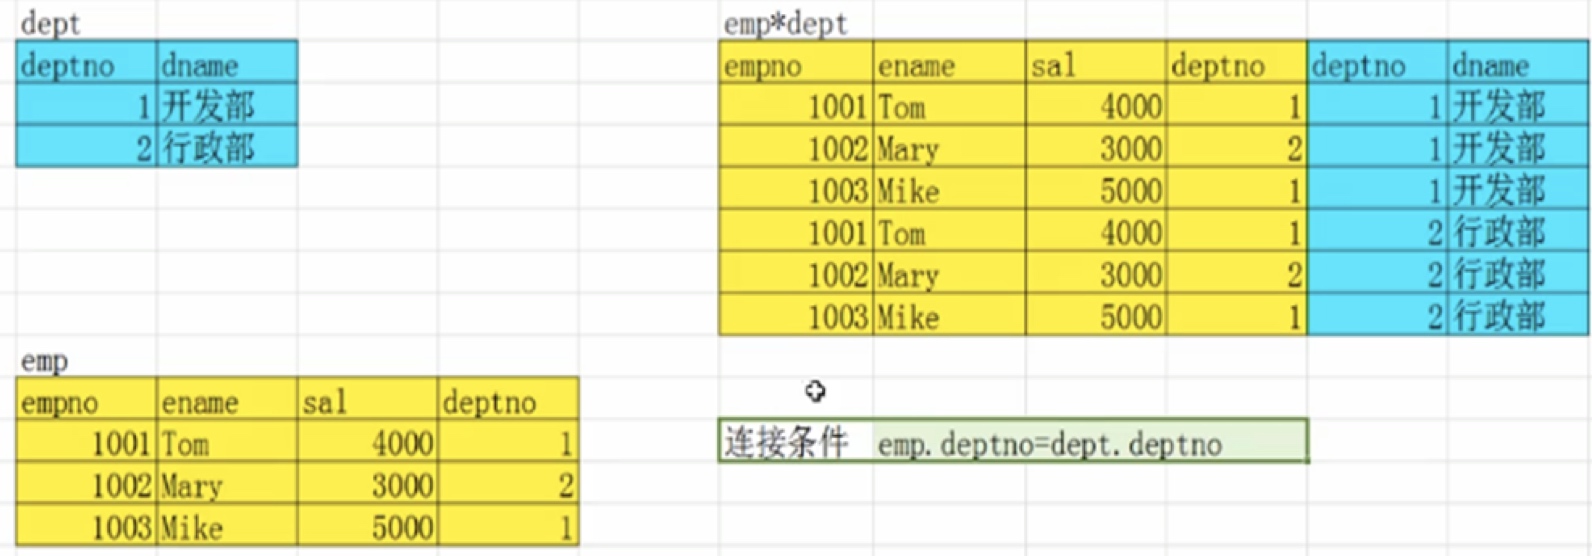 dept
deptno dname
1 开发部
2 行政部
emp
empno ename sal deptno
1001 Tom 4000 1
1002 Mary 3000 2
1003 Mike 5000 1
emp*dept
empno ename sal deptno deptno dname
1001 Tom 4000 1 1 开发部
1002 Mary 3000 2 1 开发部
1003 Mike 5000 1 1 开发部
1001 Tom 4000 1 2 行政部
1002 Mary 3000 2 2 行政部
1003 Mike 5000 1 2 行政部
连接条件 emp.deptno=dept.deptno